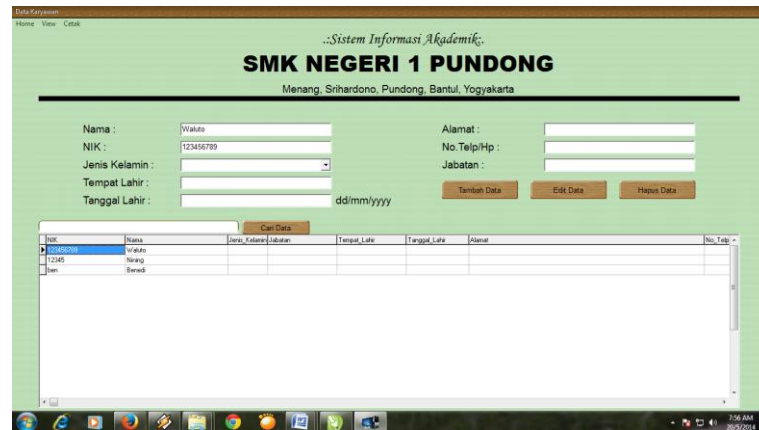 Data Karyawan
Home View Cetak
.:Sistem Informasi Akademik:.
SMK NEGERI 1 PUNDONG
Menang, Srihardono, Pundong, Bantul, Yogyakarta
Nama : Waluto Alamat :
NIK : 123456789 No.Telp/Hp :
Jenis Kelamin : Jabatan :
Tempat Lahir :
Tambah Data Edit Data Hapus Data
Tanggal Lahir : dd/mm/yyyy
Cari Data
NIK Nama Jenis_Kelamin Jabatan Tempat_Lahir Tanggal_Lahir Alamat No_Telp
123456789 Waluto
12345 Nining
ben Benedi
7:56 AM
20/5/2014